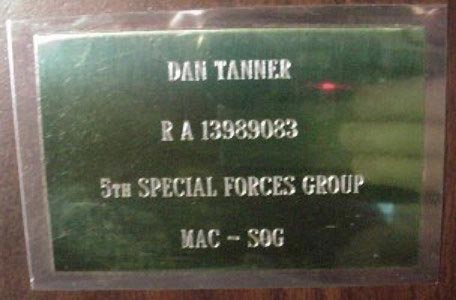 DAN TANNER
R A 13989083
5TH SPECIAL FORCES GROUP
MAC - SOG